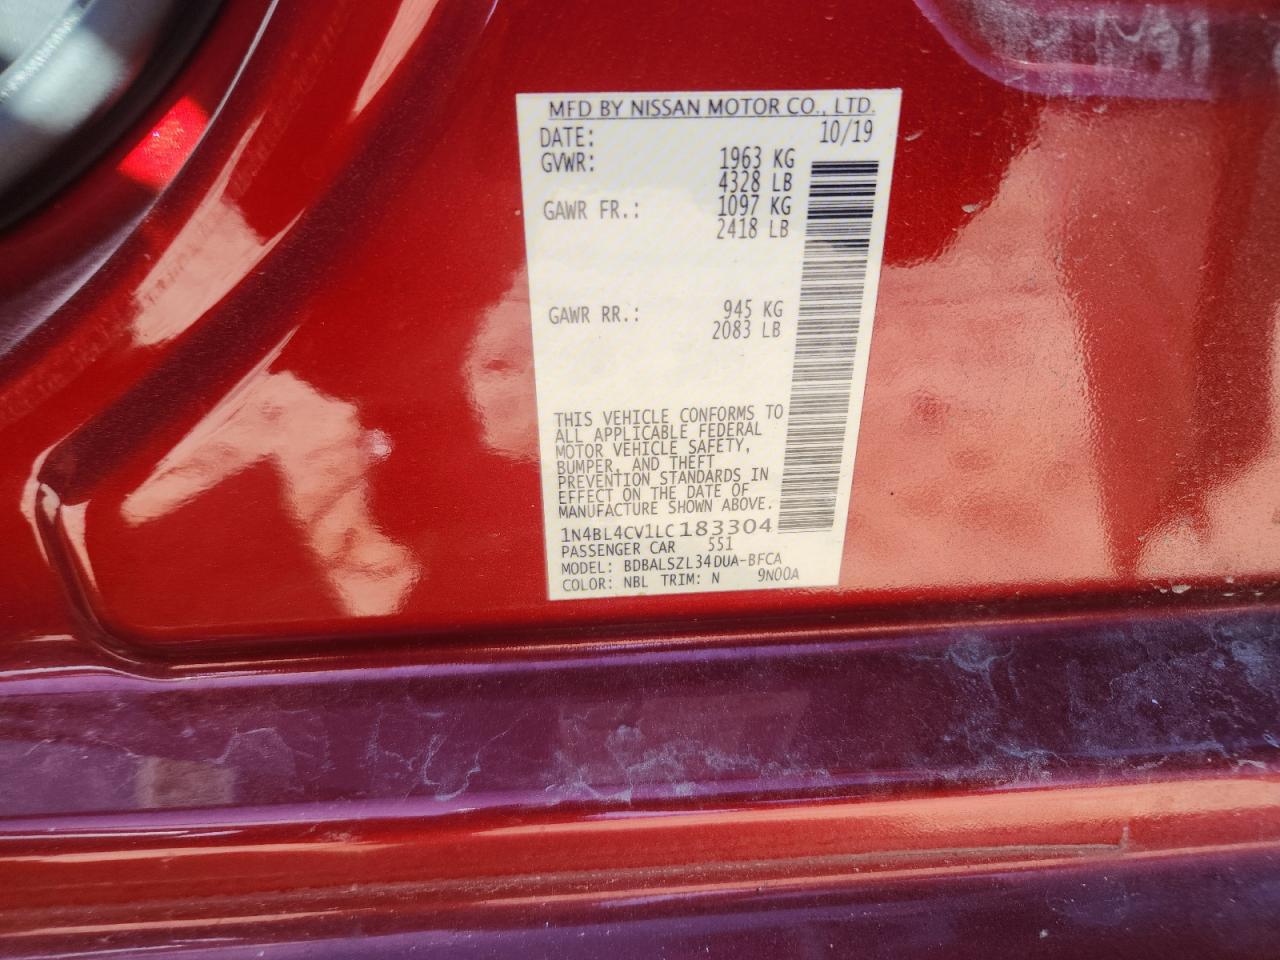 MFD BY NISSAN MOTOR CO., LTD.
DATE: 10/19
GVWR: 1963 KG
4328 LB
GAWR FR.: 1097 KG
2418 LB
GAWR RR.: 945 KG
2083 LB
THIS VEHICLE CONFORMS TO
ALL APPLICABLE FEDERAL
MOTOR VEHICLE SAFETY,
BUMPER, AND THEFT
PREVENTION STANDARDS IN
EFFECT ON THE DATE OF
MANUFACTURE SHOWN ABOVE.
1N4BL4CV1LC183304
PASSENGER CAR 551
MODEL: BDBALSZL34DUA-BFCA
COLOR: NBL TRIM: N 9N00A